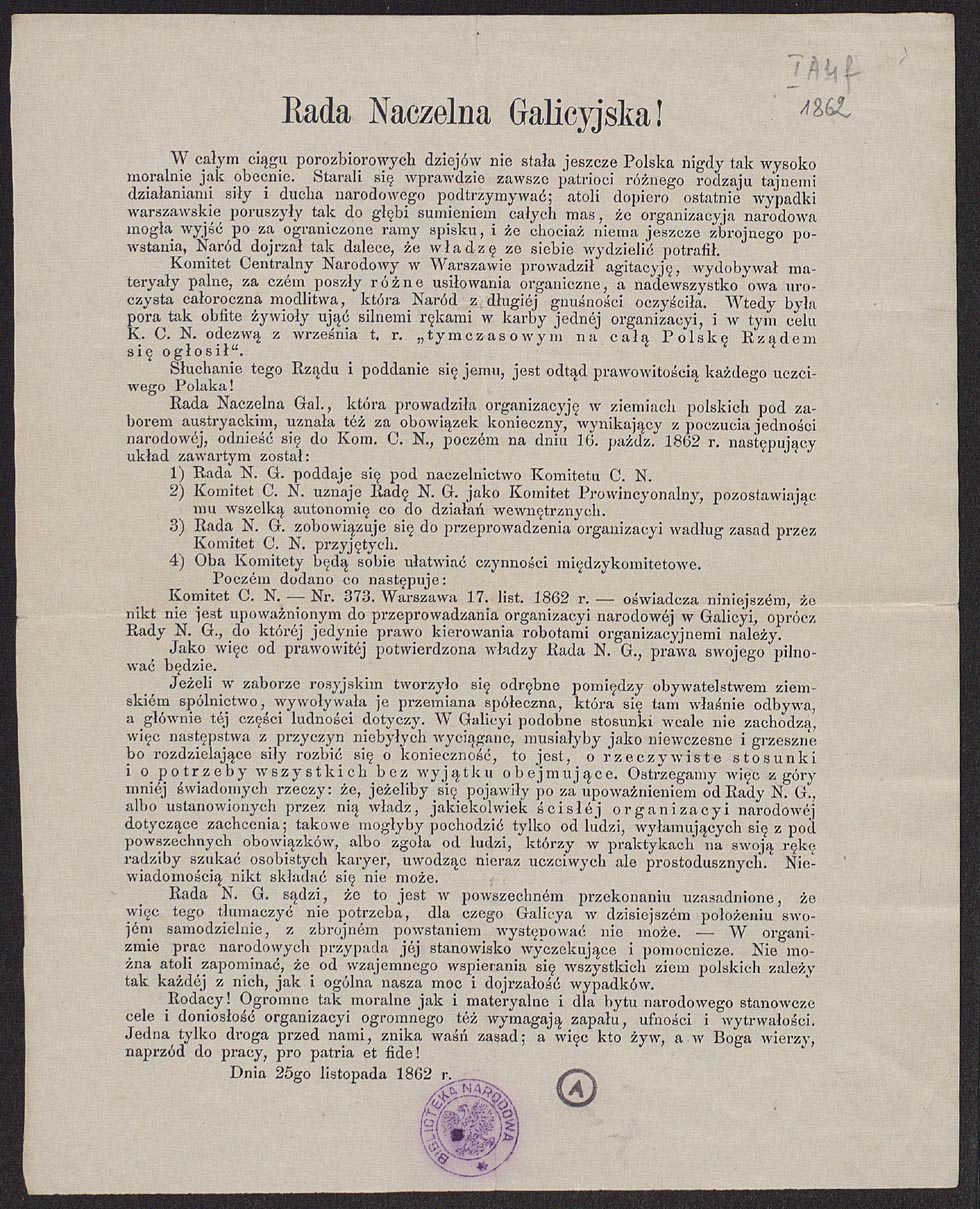 I A 4 f
1862
Rada Naczelna Galicyjska!
W całym ciągu porozbiorowych dziejów nie stała jeszcze Polska nigdy tak wysoko
moralnie jak obecnie. Starali się wprawdzie zawsze patrioci różnego rodzaju tajnemi
działaniami siły i ducha narodowego podtrzymywać; atoli dopiero ostatnie wypadki
warszawskie poruszyły tak do głębi sumieniem całych mas, że organizacyja narodowa
mogła wyjść po za ograniczone ramy spisku, i że chociaż niema jeszcze zbrojnego po-
wstania, Naród dojrzał tak dalece, że władzę ze siebie wydzielić potrafił.
Komitet Centralny Narodowy w Warszawie prowadził agitacyję, wydobywał ma-
teryały palne, za czém poszły różne usiłowania organiczne, a nadewszystko owa uro-
czysta całoroczna modlitwa, która Naród z długiéj gnuśności oczyściła. Wtedy była
pora tak obfite żywioły ująć silnemi rękami w karby jednéj organizacyi, i w tym celu
K. C. N. odezwą z września t. r. „tymczasowym na całą Polskę Rządem
się ogłosił“.
Słuchanie tego Rządu i poddanie się jemu, jest odtąd prawowitością każdego uczci-
wego Polaka!
Rada Naczelna Gal., która prowadziła organizacyję w ziemiach polskich pod za-
borem austryackim, uznała téż za obowiązek konieczny, wynikający z poczucia jedności
narodowéj, odnieść się do Kom. C. N., poczém na dniu 16. paźdz. 1862 r. następujący
układ zawartym został:
1) Rada N. G. poddaje się pod naczelnictwo Komitetu C. N.
2) Komitet C. N. uznaje Radę N. G. jako Komitet Prowincyonalny, pozostawiając
mu wszelką autonomię co do działań wewnętrznych.
3) Rada N. G. zobowiązuje się do przeprowadzenia organizacyi wadług zasad przez
Komitet C. N. przyjętych.
4) Oba Komitety będą sobie ułatwiać czynności międzykomitetowe.
Poczém dodano co następuje:
Komitet C. N. — Nr. 373. Warszawa 17. list. 1862 r. — oświadcza niniejszém, że
nikt nie jest upoważnionym do przeprowadzania organizacyi narodowéj w Galicyi, oprócz
Rady N. G., do któréj jedynie prawo kierowania robotami organizacyjnemi należy.
Jako więc od prawowitéj potwierdzona władzy Rada N. G., prawa swojego pilno-
wać będzie.
Jeżeli w zaborze rosyjskim tworzyło się odrębne pomiędzy obywatelstwem ziem-
skiém spólnictwo, wywoływała je przemiana społeczna, która się tam właśnie odbywa,
a głównie téj części ludności dotyczy. W Galicyi podobne stosunki wcale nie zachodzą,
więc następstwa z przyczyn niebyłych wyciągane, musiałyby jako niewczesne i grzeszne
bo rozdzielające siły rozbić się o konieczność, to jest, o rzeczywiste stosunki
i o potrzeby wszystkich bez wyjątku obejmujące. Ostrzegamy więc z góry
mniéj świadomych rzeczy: że, jeżeliby się pojawiły po za upoważnieniem od Rady N. G.,
albo ustanowionych przez nią władz, jakiekolwiek ścisłéj organizacyi narodowéj
dotyczące zachcenia; takowe mogłyby pochodzić tylko od ludzi, wyłamujących się z pod
powszechnych obowiązków, albo zgoła od ludzi, którzy w praktykach na swoją rękę
radziby szukać osobistych karyer, uwodząc nieraz uczciwych ale prostodusznych. Nie-
wiadomością nikt składać się nie może.
Rada N. G. sądzi, że to jest w powszechném przekonaniu uzasadnione, że
więc tego tłumaczyć nie potrzeba, dla czego Galicya w dzisiejszém położeniu swo-
jém samodzielnie, z zbrojném powstaniem występować nie może. — W organi-
zmie prac narodowych przypada jéj stanowisko wyczekujące i pomocnicze. Nie mo-
żna atoli zapominać, że od wzajemnego wspierania się wszystkich ziem polskich zależy
tak każdéj z nich, jak i ogólna nasza moc i dojrzałość wypadków.
Rodacy! Ogromne tak moralne jak i materyalne i dla bytu narodowego stanowcze
cele i doniosłość organizacyi ogromnego téż wymagają zapału, ufności i wytrwałości.
Jedna tylko droga przed nami, znika waśń zasad; a więc kto żyw, a w Boga wierzy,
naprzód do pracy, pro patria et fide!
Dnia 25go listopada 1862 r.
A
BIBLIOTEKA NARODOWA